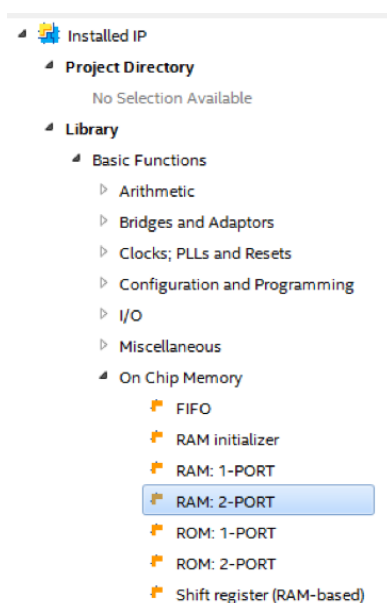 Installed IP
Project Directory
No Selection Available
Library
Basic Functions
Arithmetic
Bridges and Adaptors
Clocks; PLLs and Resets
Configuration and Programming
I/O
Miscellaneous
On Chip Memory
FIFO
RAM initializer
RAM: 1-PORT
RAM: 2-PORT
ROM: 1-PORT
ROM: 2-PORT
Shift register (RAM-based)